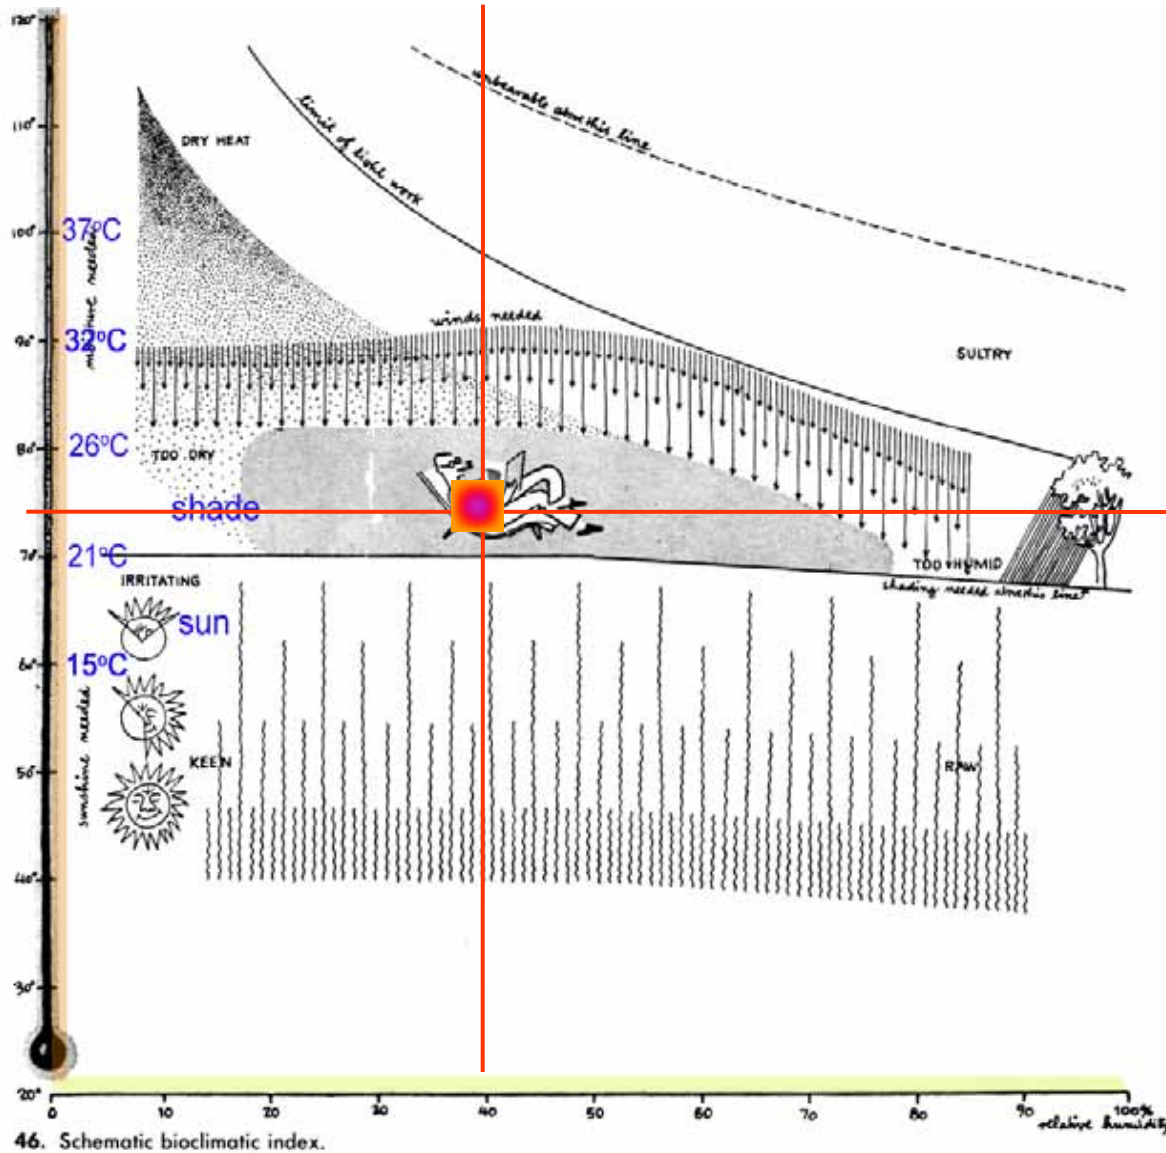 120°
unbearable above this line
limit of light work
110°
DRY HEAT
100°
37°C
moisture needed
winds needed
90°
32°C
SULTRY
80°
26°C
TOO DRY
shade
70°
21°C
TOO HUMID
shading needed above this line
IRRITATING
sun
60°
15°C
sunshine needed
KEEN
RAW
50°
40°
30°
20°
0 10 20 30 40 50 60 70 80 90 100%
relative humidity
46. Schematic bioclimatic index.